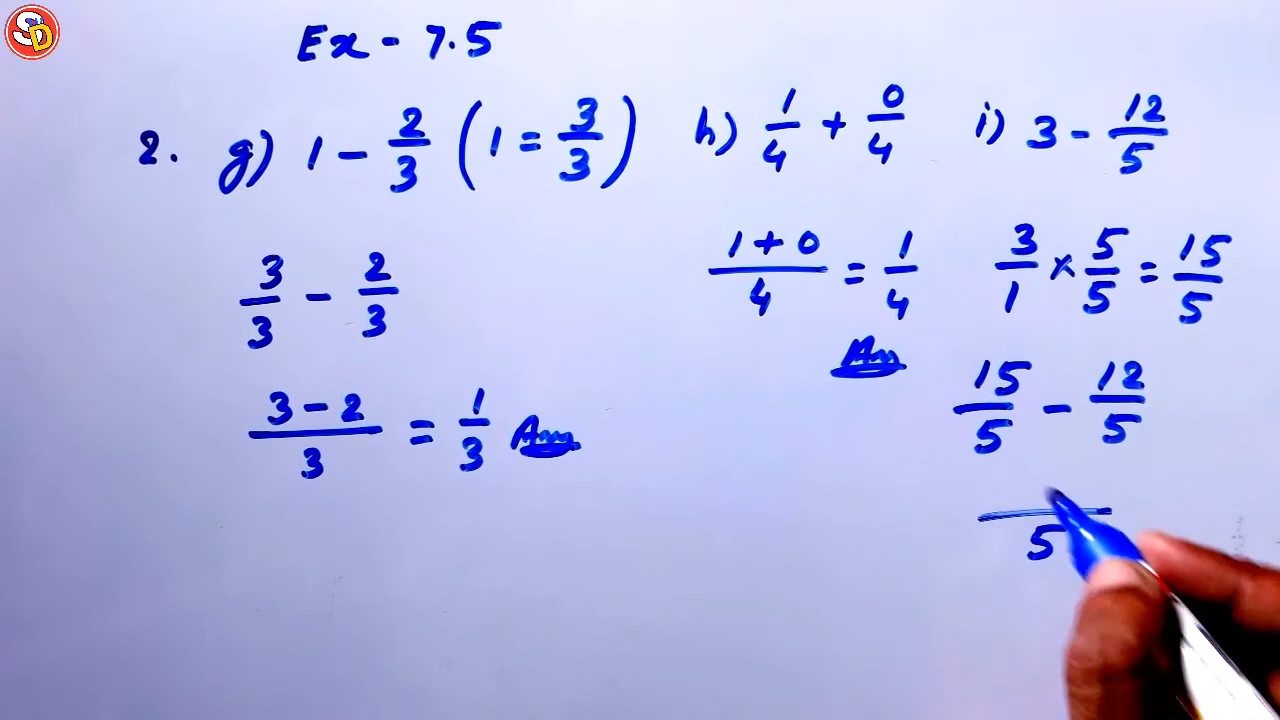 SD
Ex - 7.5
2. g) 1 - 2/3 (1 = 3/3)
3/3 - 2/3
(3 - 2)/3 = 1/3 Ans
h) 1/4 + 0/4
(1 + 0)/4 = 1/4
Ans
i) 3 - 12/5
3/1 × 5/5 = 15/5
15/5 - 12/5
/5